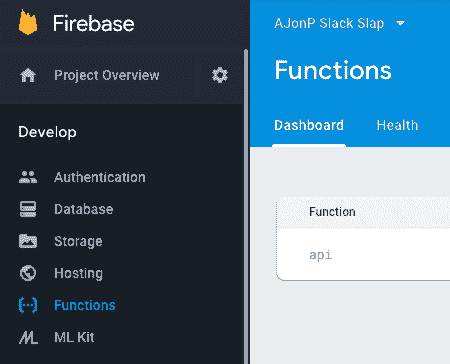 Firebase
Project Overview
Develop
Authentication
Database
Storage
Hosting
Functions
ML Kit
AJonP Slack Slap
Functions
Dashboard Health
Function
api